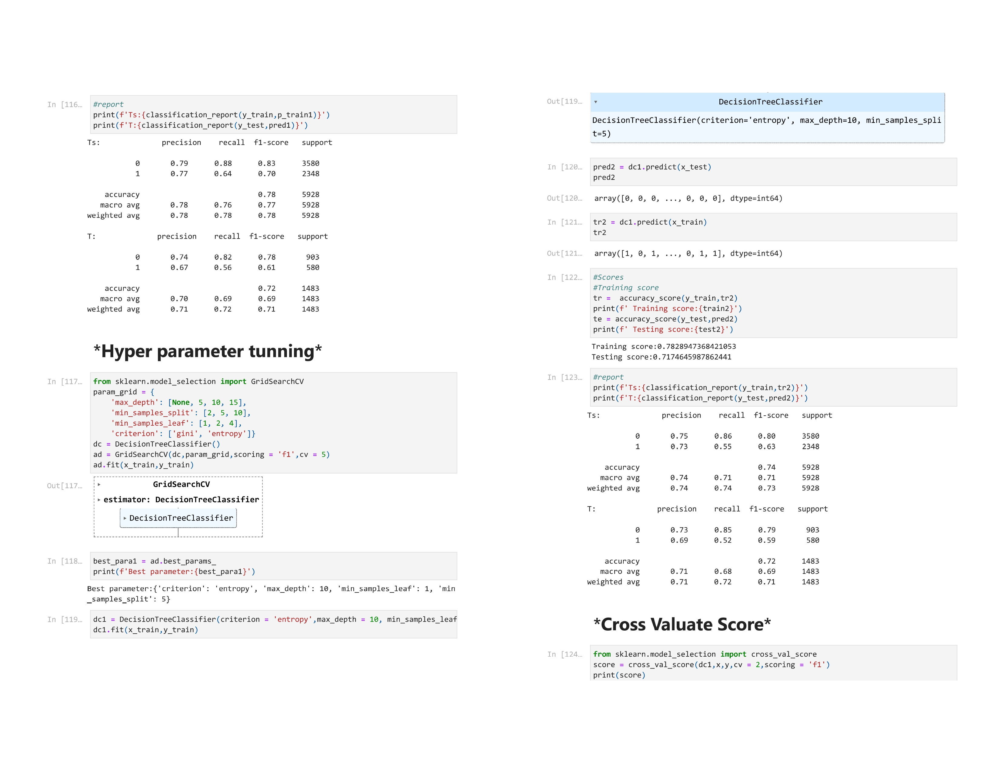 In [116…
#report
print(f'Ts:{classification_report(y_train,p_train1)}')
print(f'T:{classification_report(y_test,pred1)}')
Ts: precision recall f1-score support
0 0.79 0.88 0.83 3580
1 0.77 0.64 0.70 2348
accuracy 0.78 5928
macro avg 0.78 0.76 0.77 5928
weighted avg 0.78 0.78 0.78 5928
T: precision recall f1-score support
0 0.74 0.82 0.78 903
1 0.67 0.56 0.61 580
accuracy 0.72 1483
macro avg 0.70 0.69 0.69 1483
weighted avg 0.71 0.72 0.71 1483
*Hyper parameter tunning*
In [117…
from sklearn.model_selection import GridSearchCV
param_grid = {
'max_depth': [None, 5, 10, 15],
'min_samples_split': [2, 5, 10],
'min_samples_leaf': [1, 2, 4],
'criterion': ['gini', 'entropy']}
dc = DecisionTreeClassifier()
ad = GridSearchCV(dc,param_grid,scoring = 'f1',cv = 5)
ad.fit(x_train,y_train)
Out[117…
GridSearchCV
estimator: DecisionTreeClassifier
DecisionTreeClassifier
In [118…
best_para1 = ad.best_params_
print(f'Best parameter:{best_para1}')
Best parameter:{'criterion': 'entropy', 'max_depth': 10, 'min_samples_leaf': 1, 'min
_samples_split': 5}
In [119…
dc1 = DecisionTreeClassifier(criterion = 'entropy',max_depth = 10, min_samples_leaf
dc1.fit(x_train,y_train)
Out[119…
DecisionTreeClassifier
DecisionTreeClassifier(criterion='entropy', max_depth=10, min_samples_spli
t=5)
In [120…
pred2 = dc1.predict(x_test)
pred2
Out[120…
array([0, 0, 0, ..., 0, 0, 0], dtype=int64)
In [121…
tr2 = dc1.predict(x_train)
tr2
Out[121…
array([1, 0, 1, ..., 0, 1, 1], dtype=int64)
In [122…
#Scores
#Training score
tr = accuracy_score(y_train,tr2)
print(f' Training score:{train2}')
te = accuracy_score(y_test,pred2)
print(f' Testing score:{test2}')
Training score:0.7828947368421053
Testing score:0.7174645987862441
In [123…
#report
print(f'Ts:{classification_report(y_train,tr2)}')
print(f'T:{classification_report(y_test,pred2)}')
Ts: precision recall f1-score support
0 0.75 0.86 0.80 3580
1 0.73 0.55 0.63 2348
accuracy 0.74 5928
macro avg 0.74 0.71 0.71 5928
weighted avg 0.74 0.74 0.73 5928
T: precision recall f1-score support
0 0.73 0.85 0.79 903
1 0.69 0.52 0.59 580
accuracy 0.72 1483
macro avg 0.71 0.68 0.69 1483
weighted avg 0.71 0.72 0.71 1483
*Cross Valuate Score*
In [124…
from sklearn.model_selection import cross_val_score
score = cross_val_score(dc1,x,y,cv = 2,scoring = 'f1')
print(score)